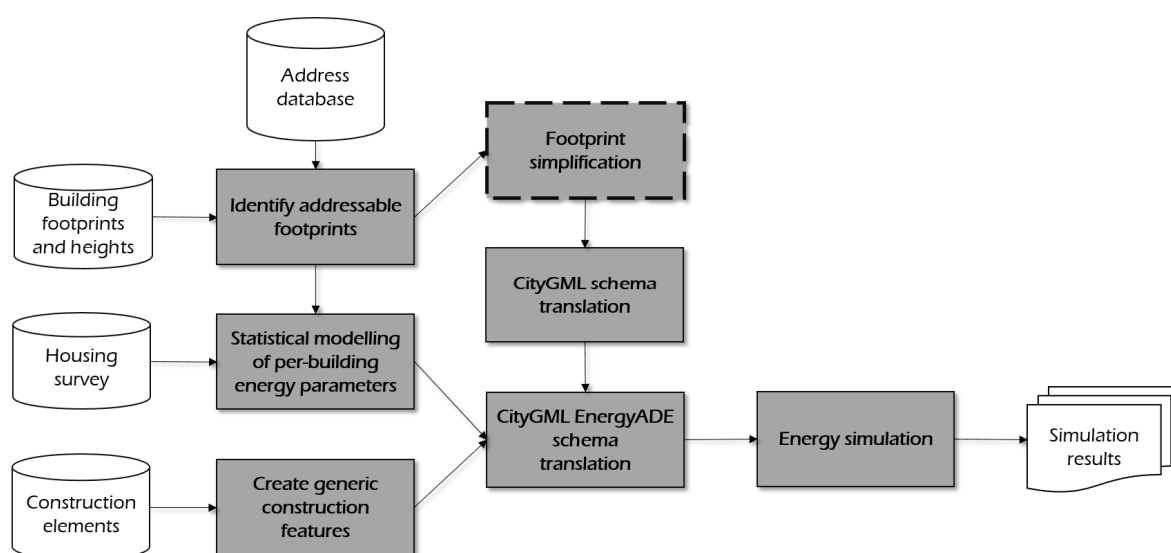 Address
database
Footprint
simplification
Building
footprints
and heights
Identify addressable
footprints
CityGML schema
translation
Housing
survey
Statistical modelling
of per-building
energy parameters
CityGML EnergyADE
schema
translation
Energy simulation
Simulation
results
Construction
elements
Create generic
construction
features